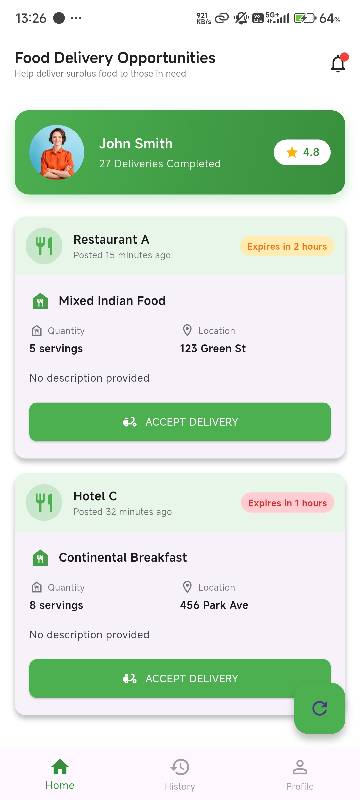 13:26
921 KB/s 5G+ 64%
Food Delivery Opportunities
Help deliver surplus food to those in need
John Smith
27 Deliveries Completed
4.8
Restaurant A
Posted 15 minutes ago
Expires in 2 hours
Mixed Indian Food
Quantity Location
5 servings 123 Green St
No description provided
ACCEPT DELIVERY
Hotel C
Posted 32 minutes ago
Expires in 1 hours
Continental Breakfast
Quantity Location
8 servings 456 Park Ave
No description provided
ACCEPT DELIVERY
Home History Profile